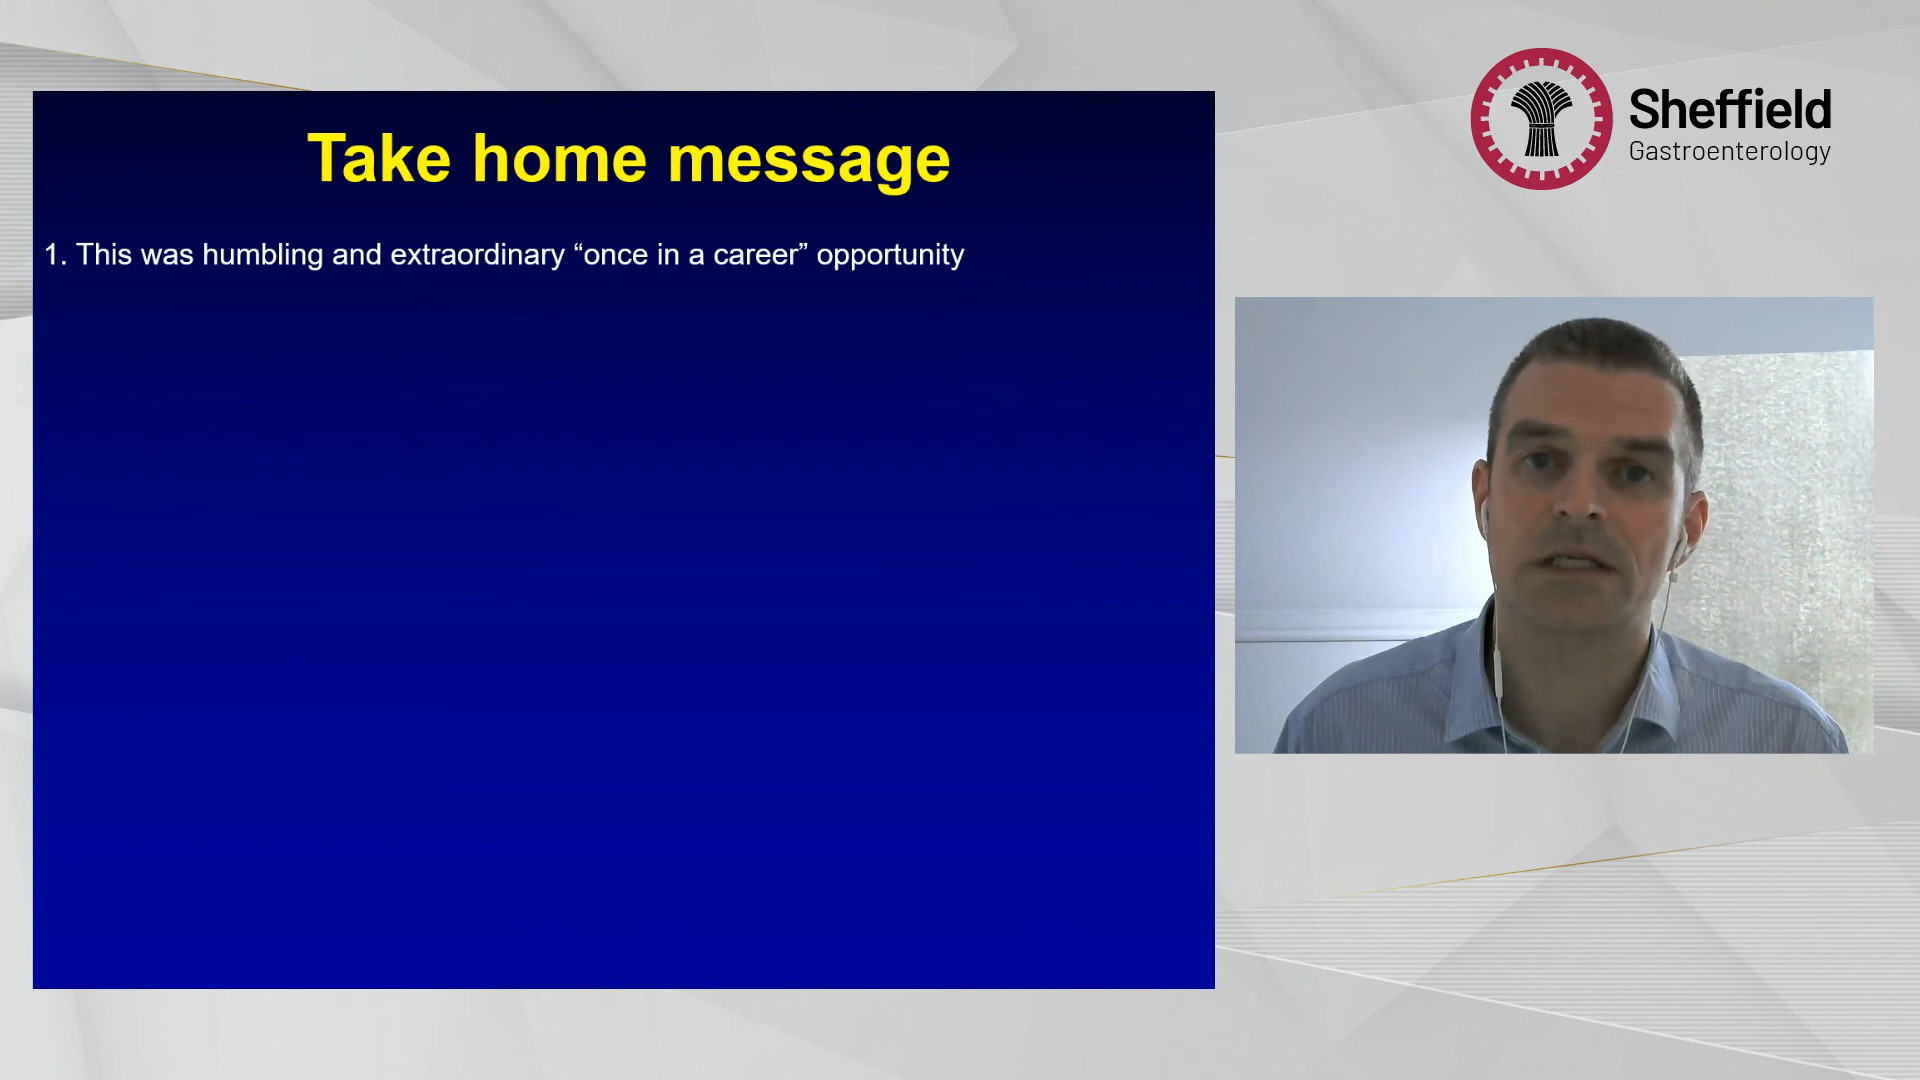 Take home message
1. This was humbling and extraordinary “once in a career” opportunity
Sheffield
Gastroenterology